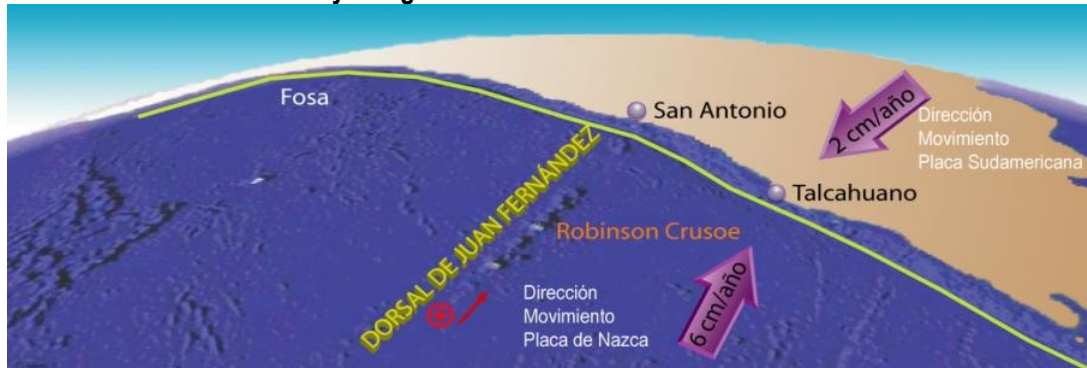 Fosa
San Antonio
2 cm/año
Dirección
Movimiento
Placa Sudamericana
Talcahuano
DORSAL DE JUAN FERNÁNDEZ
Robinson Crusoe
6 cm/año
Dirección
Movimiento
Placa de Nazca